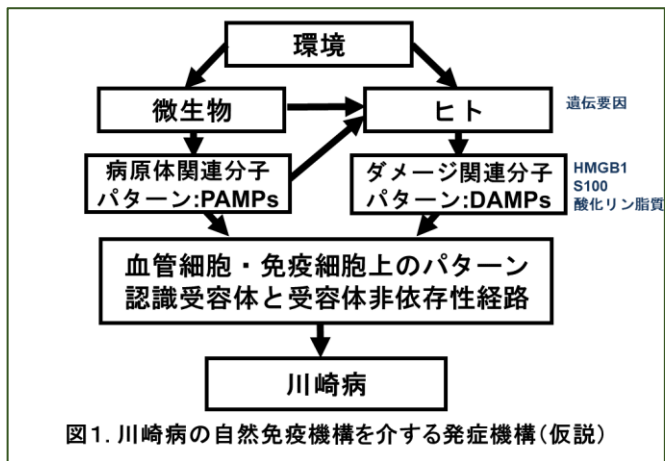 環境
微生物
ヒト
遺伝要因
病原体関連分子
パターン:PAMPs
ダメージ関連分子
パターン:DAMPs
HMGB1
S100
酸化リン脂質
血管細胞・免疫細胞上のパターン
認識受容体と受容体非依存性経路
川崎病
図1. 川崎病の自然免疫機構を介する発症機構(仮説)